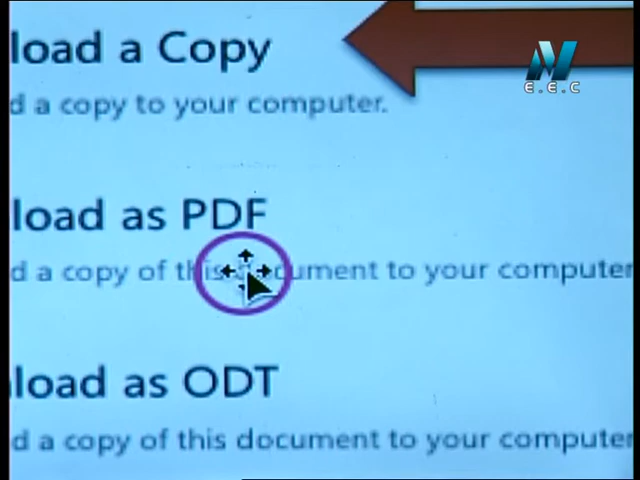 load a Copy
d a copy to your computer.
load as PDF
d a copy of this document to your computer
load as ODT
d a copy of this document to your computer
E.E.C